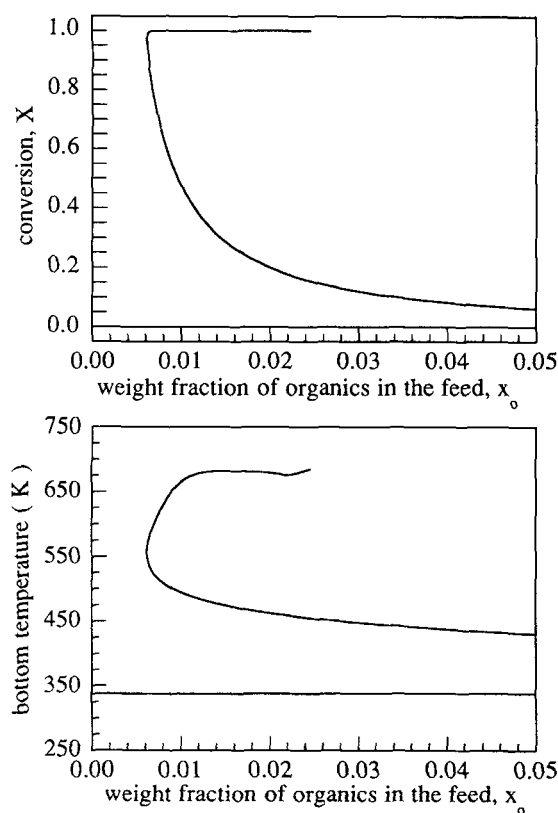 conversion, X
1.0
0.8
0.6
0.4
0.2
0.0
0.00 0.01 0.02 0.03 0.04 0.05
weight fraction of organics in the feed, x_o
bottom temperature ( K )
750
650
550
450
350
250
0.00 0.01 0.02 0.03 0.04 0.05
weight fraction of organics in the feed, x_o